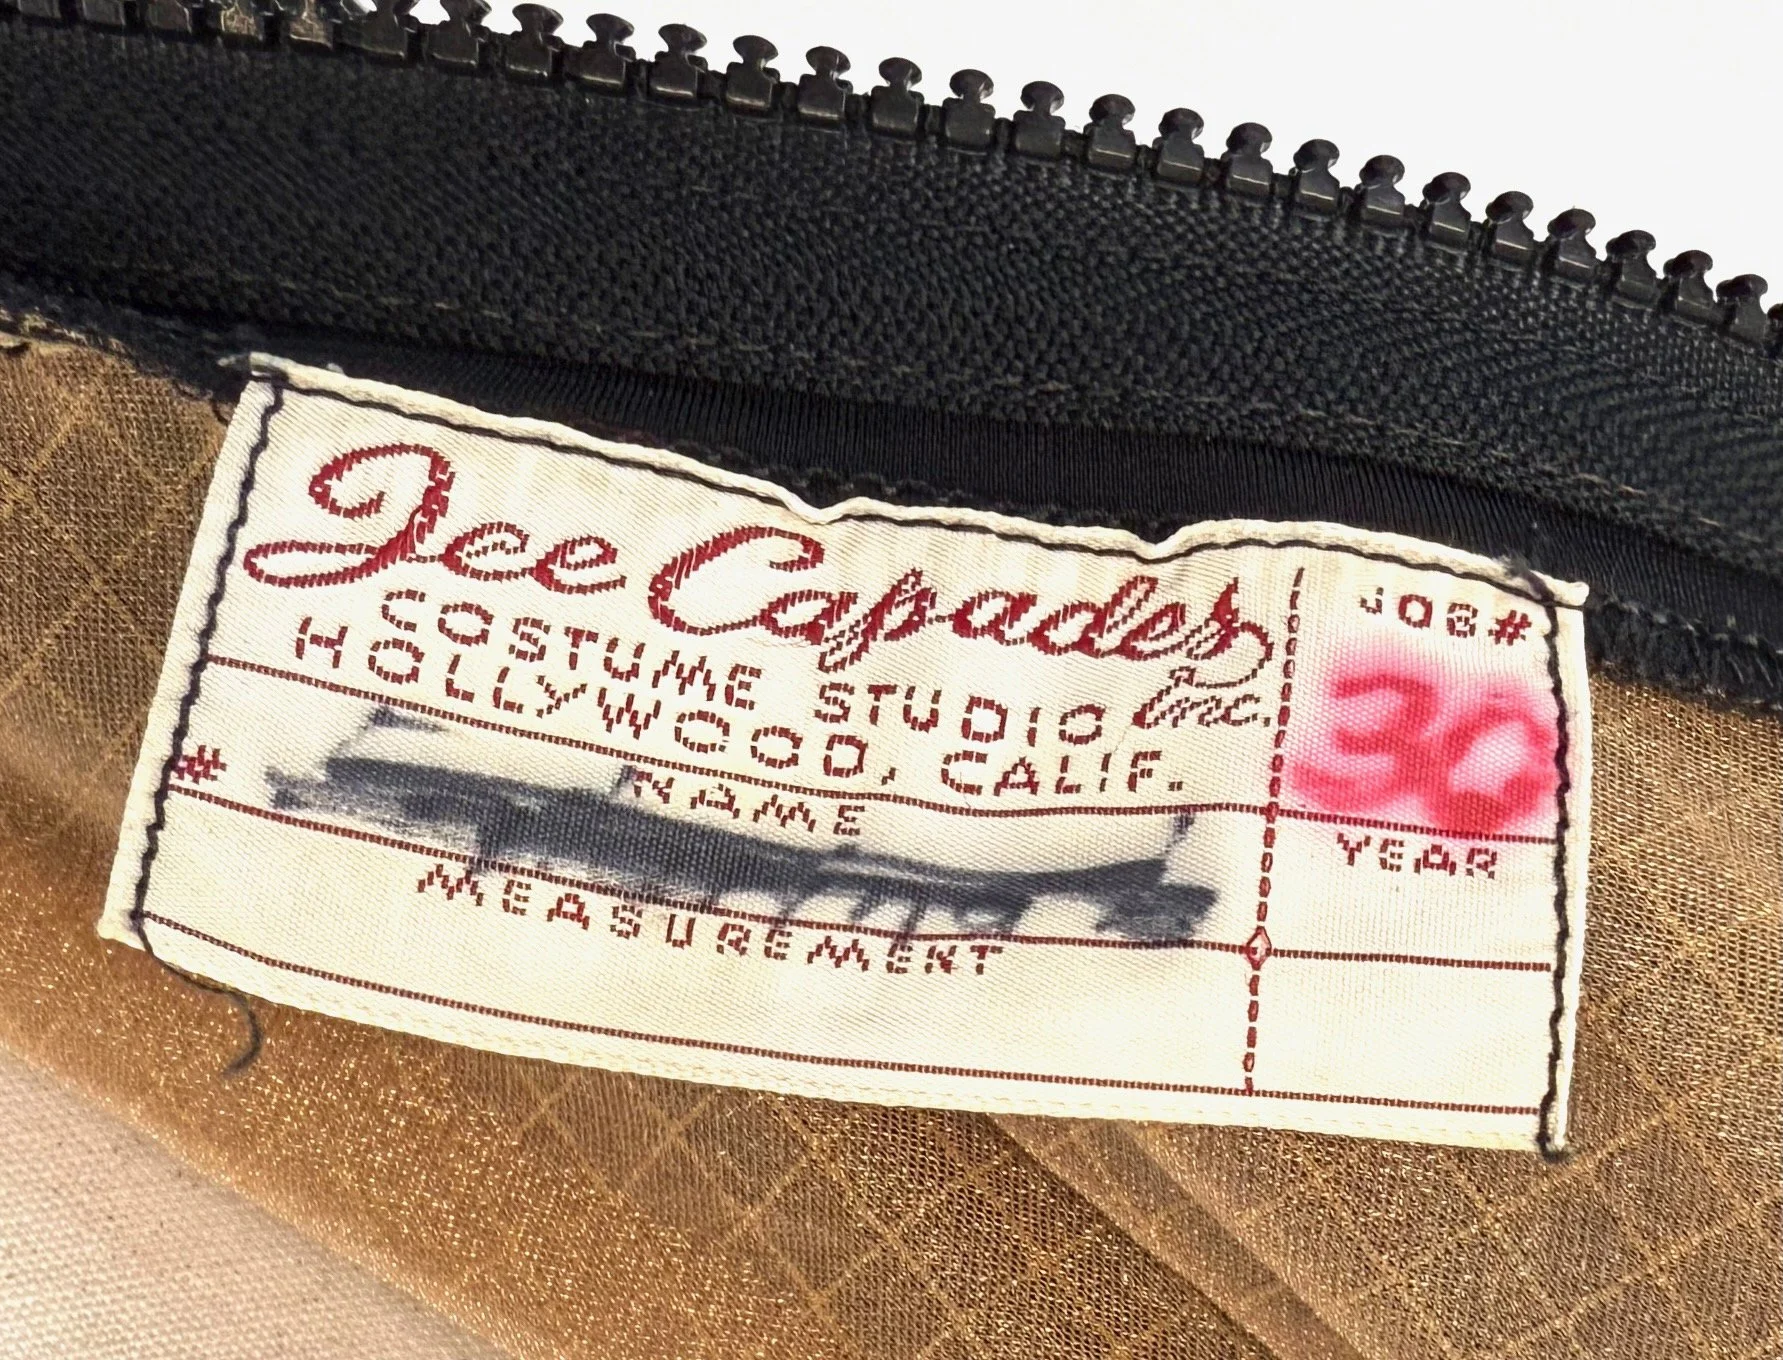 Ice Capades Inc.
COSTUME STUDIO
HOLLYWOOD, CALIF.
JOB#
30
#
NAME
YEAR
MEASUREMENT